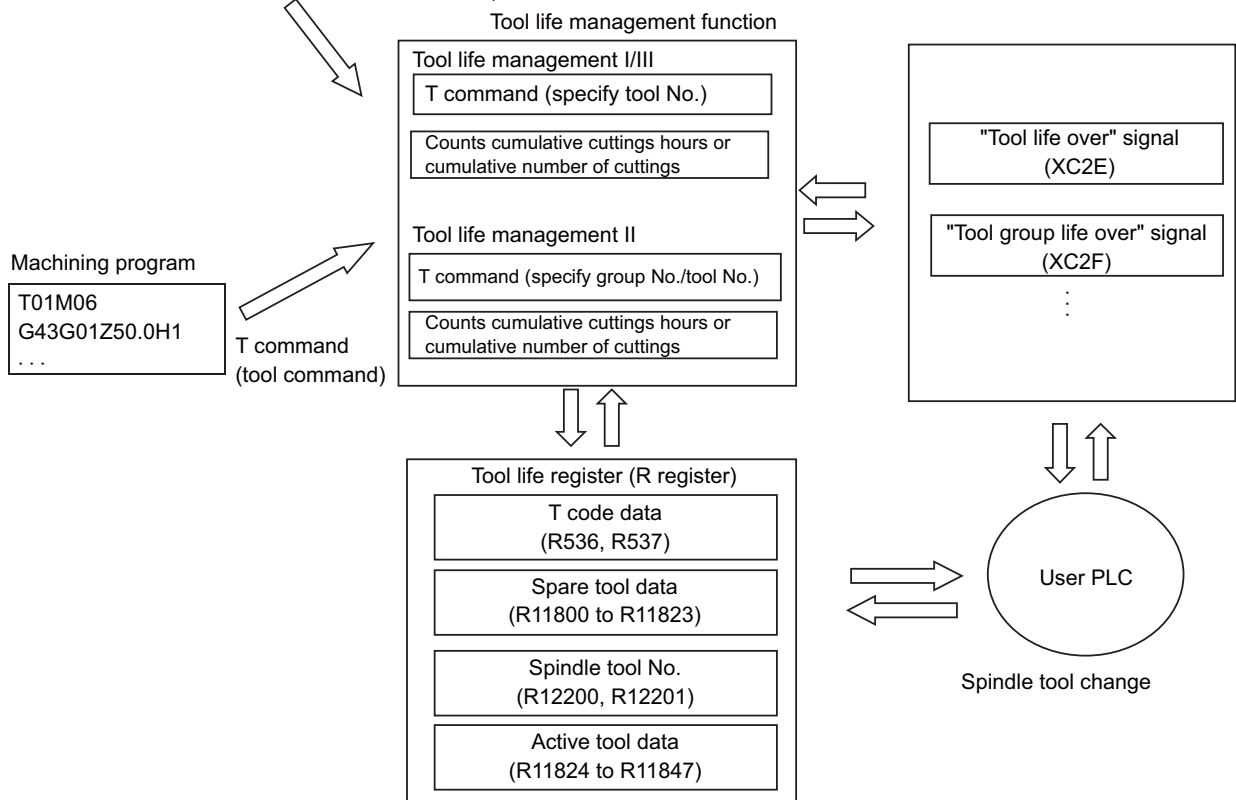 Tool life management function
Tool life management I/III
T command (specify tool No.)
Counts cumulative cuttings hours or
cumulative number of cuttings
Tool life management II
T command (specify group No./tool No.)
Counts cumulative cuttings hours or
cumulative number of cuttings
"Tool life over" signal
(XC2E)
"Tool group life over" signal
(XC2F)
Machining program
T01M06
G43G01Z50.0H1
. . .
T command
(tool command)
Tool life register (R register)
T code data
(R536, R537)
Spare tool data
(R11800 to R11823)
Spindle tool No.
(R12200, R12201)
Active tool data
(R11824 to R11847)
User PLC
Spindle tool change